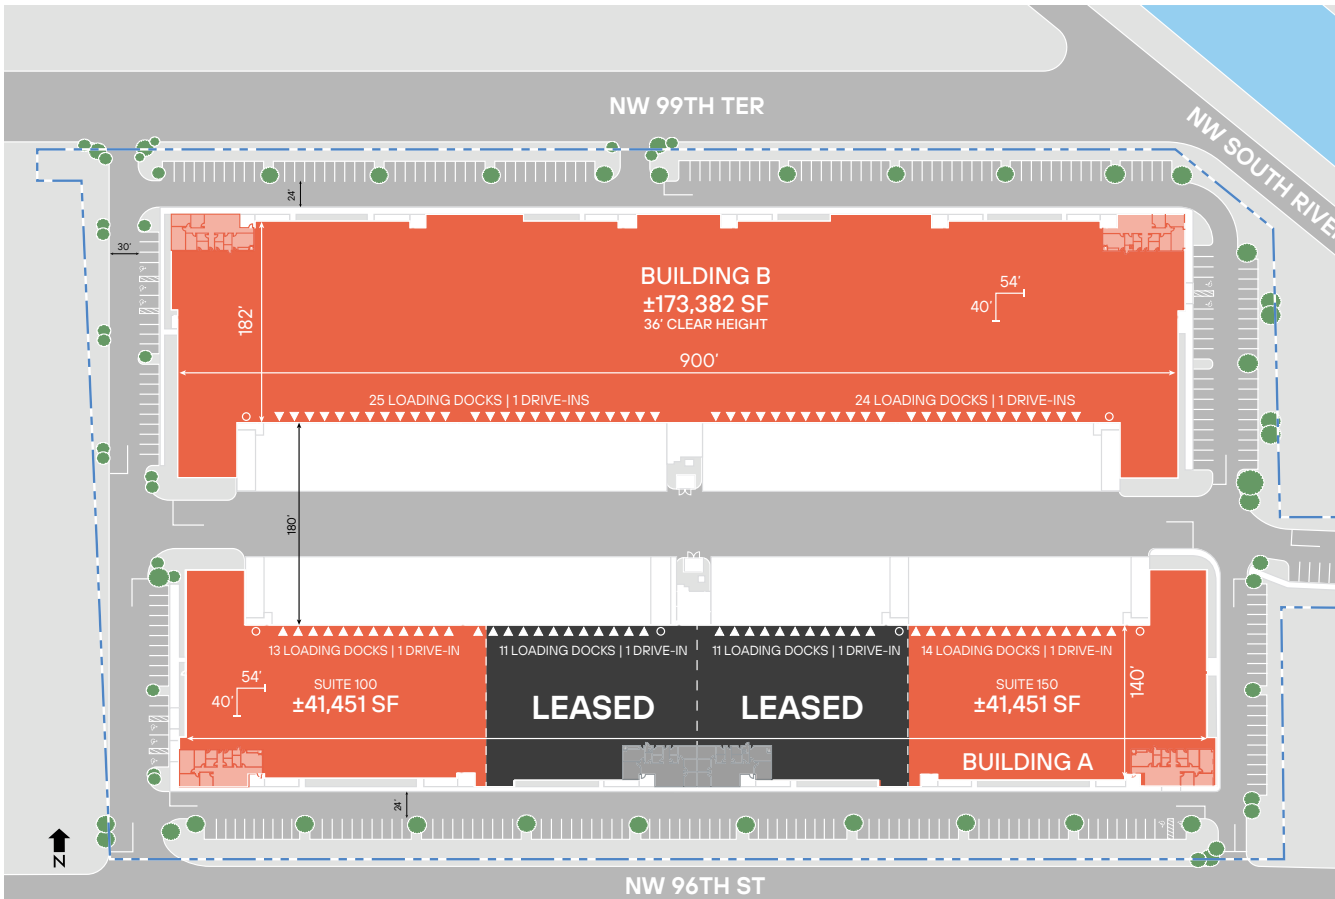 NW 99TH TER
NW SOUTH RIVER
24'
30'
BUILDING B
±173,382 SF
36' CLEAR HEIGHT
54'
40'
182'
900'
25 LOADING DOCKS | 1 DRIVE-INS
24 LOADING DOCKS | 1 DRIVE-INS
180'
13 LOADING DOCKS | 1 DRIVE-IN
11 LOADING DOCKS | 1 DRIVE-IN
11 LOADING DOCKS | 1 DRIVE-IN
14 LOADING DOCKS | 1 DRIVE-IN
54'
40'
SUITE 100
±41,451 SF
LEASED
LEASED
SUITE 150
±41,451 SF
140'
BUILDING A
24'
N
NW 96TH ST